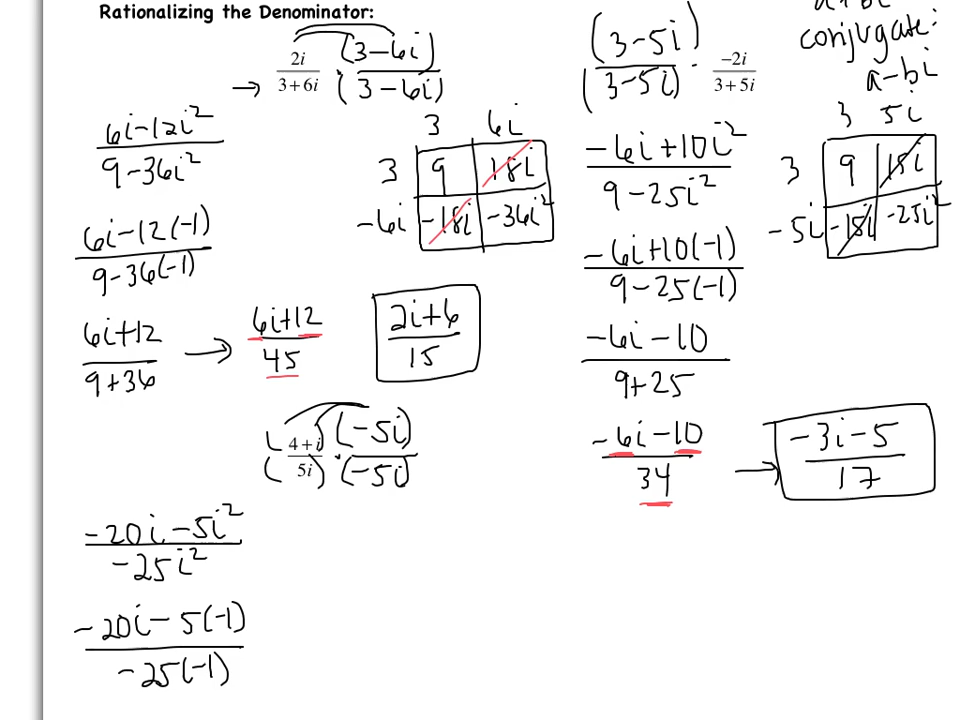 Rationalizing the Denominator:
a+bi
conjugate:
a-bi
→ 2i/3+6i · (3-6i)/(3-6i)
6i-12i²/9-36i²
6i-12(-1)/9-36(-1)
6i+12/9+36 → 6i+12/45
2i+6/15
3 6i
3 9 18i
-6i -18i -36i²
(3-5i)/(3-5i) · -2i/3+5i
-6i+10i²/9-25i²
-6i+10(-1)/9-25(-1)
-6i-10/9+25
-6i-10/34 → -3i-5/17
3 5i
3 9 15i
-5i -15i -25i²
(4+i)/(5i) · (-5i)/(-5i)
-20i-5i²/-25i²
-20i-5(-1)/-25(-1)